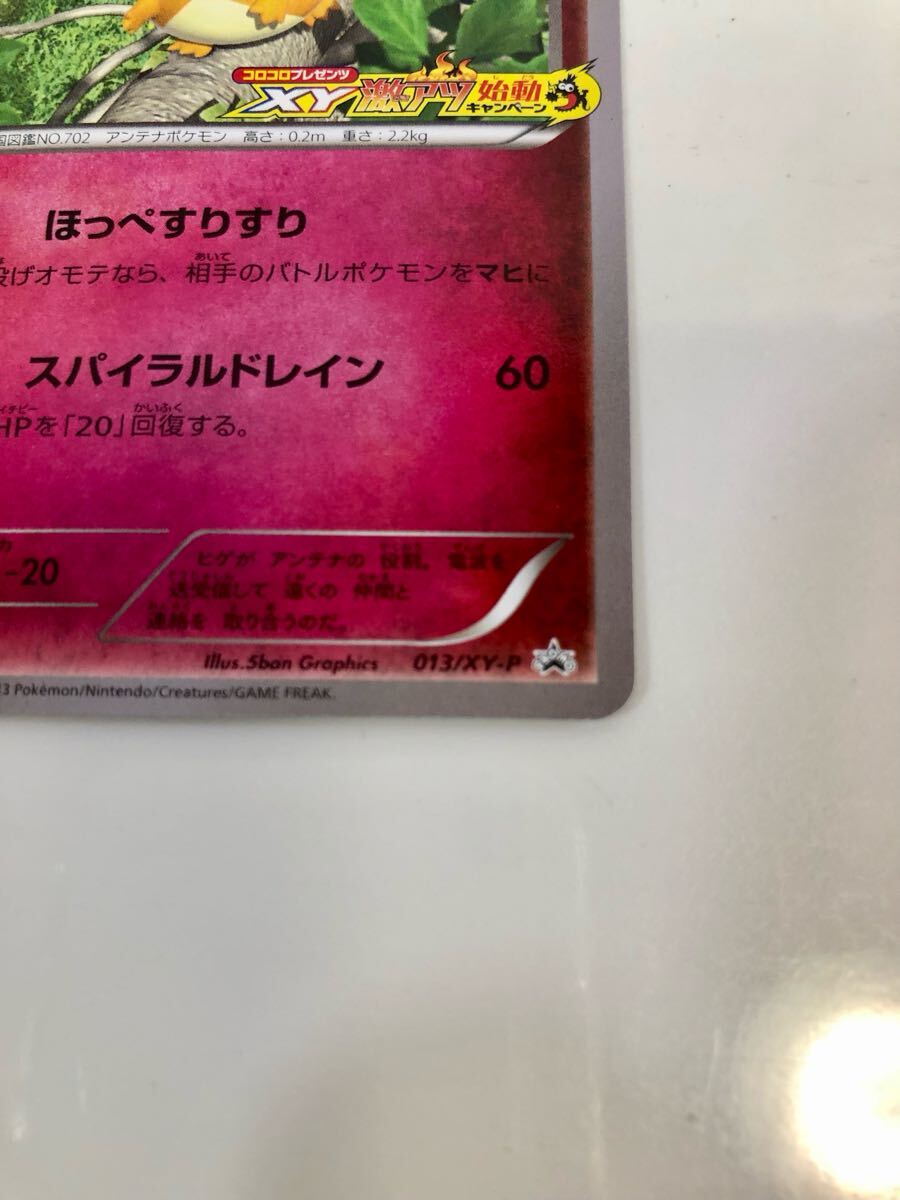 コロコロプレゼンツ
XY激アツ始動キャンペーン
国図鑑NO.702 アンテナポケモン 高さ：0.2m 重さ：2.2kg
ほっぺすりすり
投げオモテなら、相手のバトルポケモンをマヒに
スパイラルドレイン 60
HPを「20」回復する。
-20
ヒゲが アンテナの 役割。 電波を
送受信して 遠くの 仲間と
連絡を 取り合うのだ。
Illus.5ban Graphics 013/XY-P
3 Pokémon/Nintendo/Creatures/GAME FREAK.